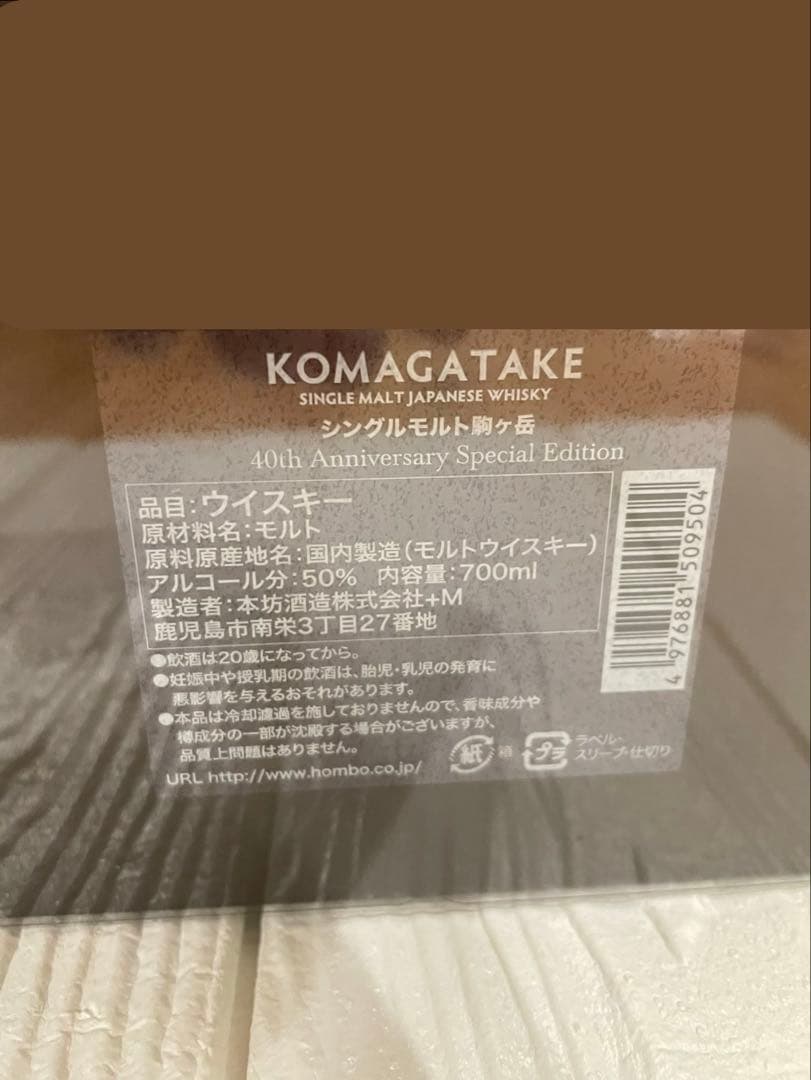 KOMAGATAKE
SINGLE MALT JAPANESE WHISKY
シングルモルト駒ヶ岳
40th Anniversary Special Edition
品目：ウイスキー
原材料名：モルト
原料原産地名：国内製造（モルトウイスキー）
アルコール分：50% 内容量：700ml
製造者：本坊酒造株式会社+M
鹿児島市南栄3丁目27番地
●飲酒は20歳になってから。
●妊娠中や授乳期の飲酒は、胎児・乳児の発育に
悪影響を与えるおそれがあります。
●本品は冷却濾過を施しておりませんので、香味成分や
樽成分の一部が沈殿する場合がございますが、
品質上問題はありません。
URL http://www.hombo.co.jp/
紙 箱
プラ ラベル・
スリーブ・仕切り
4 976881 509504